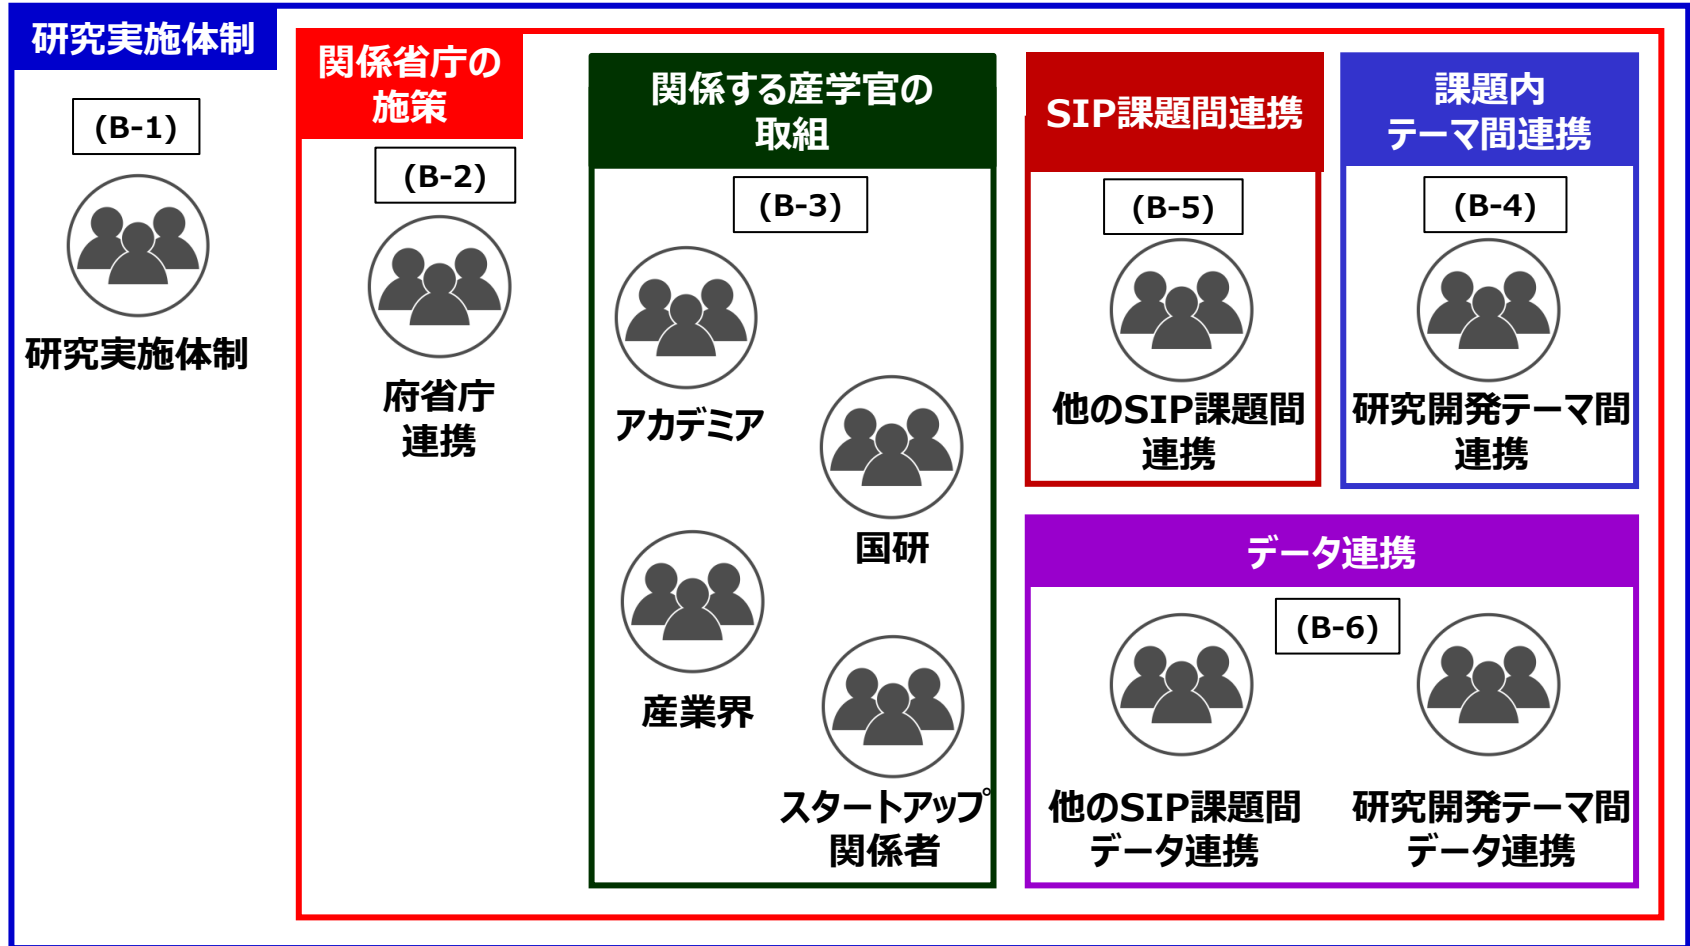 研究実施体制
(B-1)
研究実施体制
関係省庁の
施策
(B-2)
府省庁
連携
関係する産学官の
取組
(B-3)
アカデミア
国研
産業界
スタートアップ
関係者
SIP課題間連携
(B-5)
他のSIP課題間
連携
課題内
テーマ間連携
(B-4)
研究開発テーマ間
連携
データ連携
(B-6)
他のSIP課題間
データ連携
研究開発テーマ間
データ連携